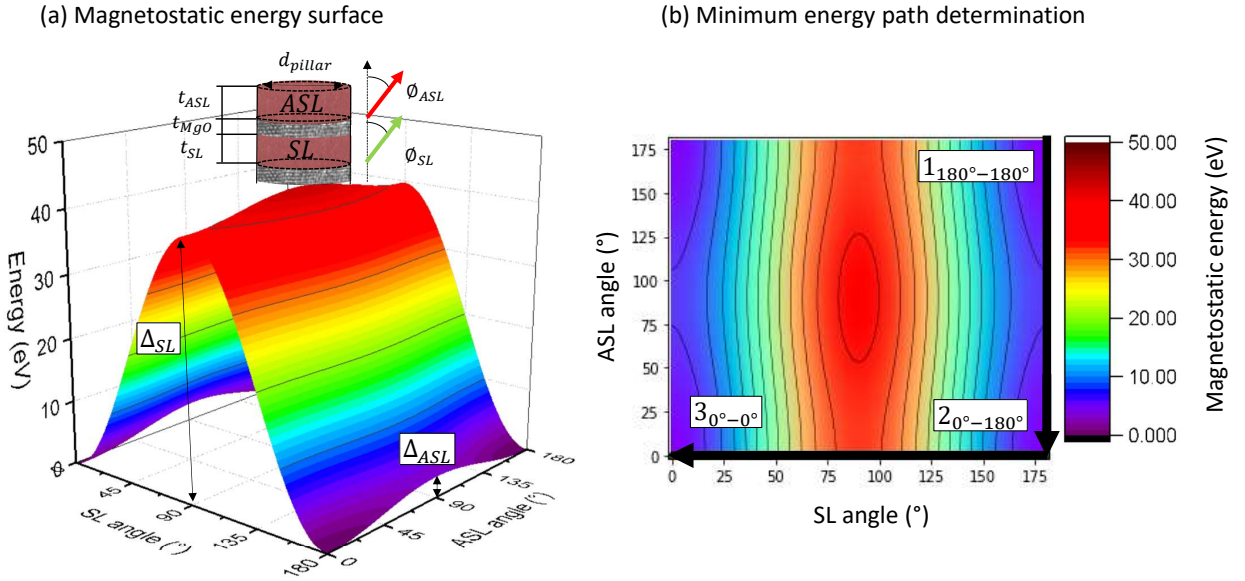 (a) Magnetostatic energy surface
(b) Minimum energy path determination
d_pillar
t_ASL
t_MgO
t_SL
ASL
SL
∅_ASL
∅_SL
50
40
30
20
10
0
Energy (eV)
Δ_SL
Δ_ASL
0
45
90
135
180
SL angle (°)
0
45
90
135
180
ASL angle (°)
175
150
125
100
75
50
25
0
ASL angle (°)
1_180°−180°
3_0°−0°
2_0°−180°
0
25
50
75
100
125
150
175
SL angle (°)
50.00
40.00
30.00
20.00
10.00
0.000
Magnetostatic energy (eV)